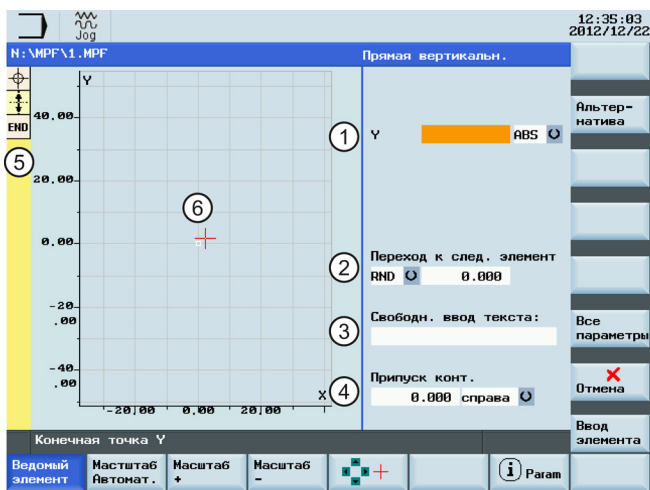 Jog
12:35:03
2012/12/22
N:\MPF\1.MPF
Прямая вертикальн.
END
Y
40,00
20,00
0,00
-20
,00
-40
,00
-20,00
0,00
20,00
X
1
2
3
4
5
6
Y
ABS
Переход к след. элемент
RND
0.000
Свободн. ввод текста:
Припуск конт.
0.000 справа
Альтер-
натива
Все
параметры
Отмена
Ввод
элемента
Конечная точка Y
Ведомый
элемент
Масттаб
Автомат.
Масштаб
+
Масштаб
-
i Param